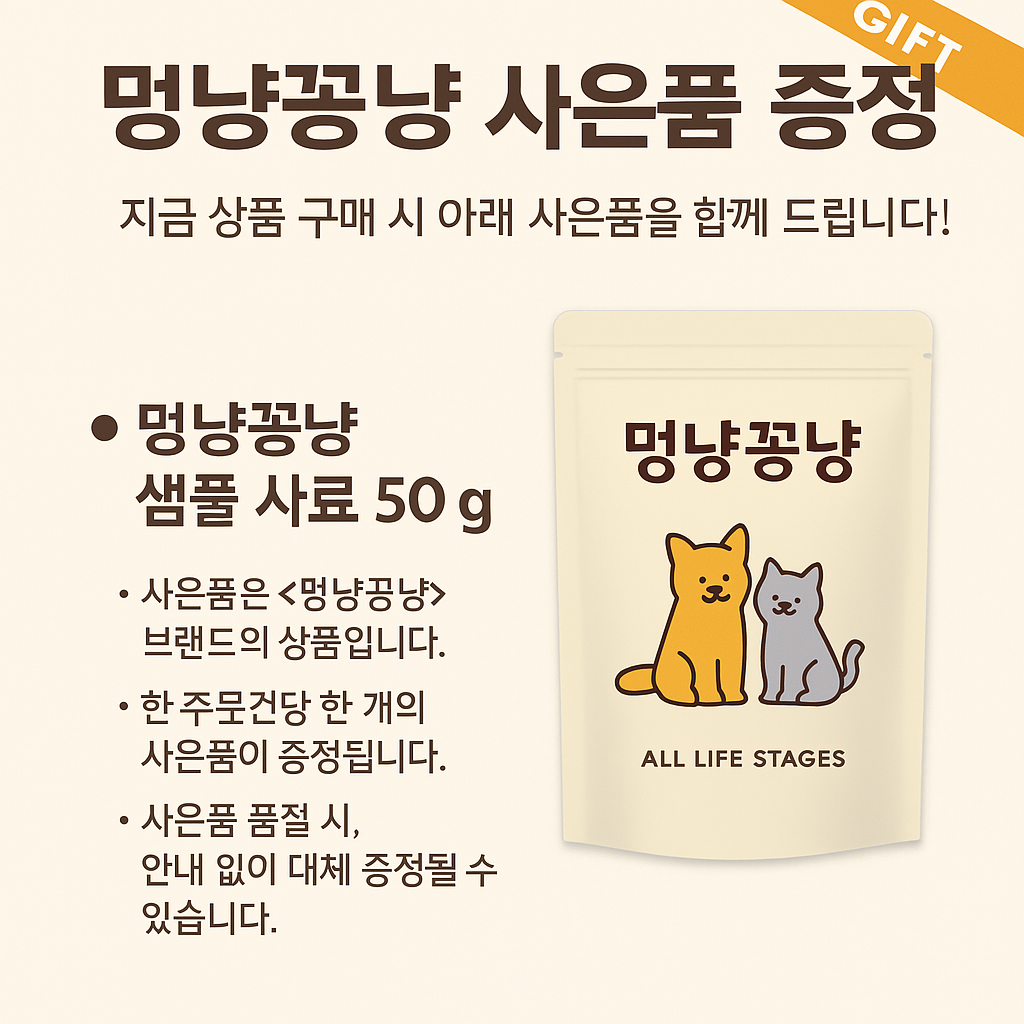 GIFT
멍냥꽁냥 사은품 증정
지금 상품 구매 시 아래 사은품을 함께 드립니다!
● 멍냥꽁냥
샘풀 사료 50 g
• 사은품은 <멍냥꽁냥>
브랜드의 상품입니다.
• 한 주문건당 한 개의
사은품이 증정됩니다.
• 사은품 품절 시,
안내 없이 대체 증정될 수
있습니다.
멍냥꽁냥
ALL LIFE STAGES